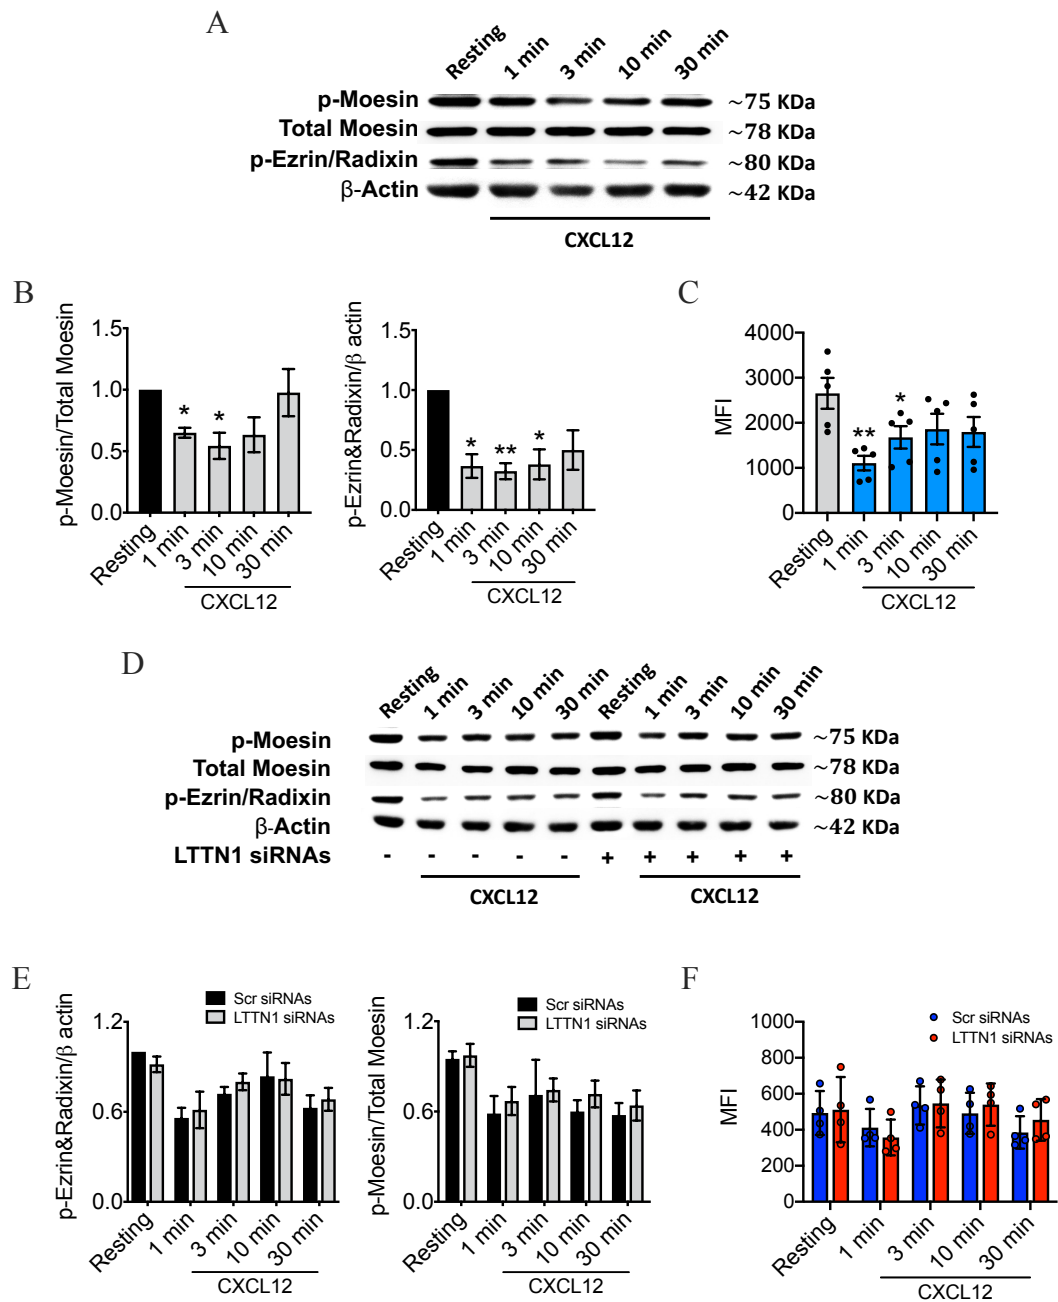 A
Resting 1 min 3 min 10 min 30 min
p-Moesin ~75 KDa
Total Moesin ~78 KDa
p-Ezrin/Radixin ~80 KDa
β-Actin ~42 KDa
CXCL12
B
p-Moesin/Total Moesin
1.5
1.0
0.5
0.0
* *
Resting 1 min 3 min 10 min 30 min
CXCL12
p-Ezrin&Radixin/β actin
1.5
1.0
0.5
0.0
* ** *
Resting 1 min 3 min 10 min 30 min
CXCL12
C
MFI
4000
3000
2000
1000
0
** *
Resting 1 min 3 min 10 min 30 min
CXCL12
D
Resting 1 min 3 min 10 min 30 min Resting 1 min 3 min 10 min 30 min
p-Moesin ~75 KDa
Total Moesin ~78 KDa
p-Ezrin/Radixin ~80 KDa
β-Actin ~42 KDa
LTTN1 siRNAs - - - - - + + + + +
CXCL12 CXCL12
E
p-Ezrin&Radixin/β actin
Scr siRNAs
LTTN1 siRNAs
1.2
0.6
0.0
Resting 1 min 3 min 10 min 30 min
CXCL12
p-Moesin/Total Moesin
Scr siRNAs
LTTN1 siRNAs
1.2
0.6
0.0
Resting 1 min 3 min 10 min 30 min
CXCL12
F
MFI
Scr siRNAs
LTTN1 siRNAs
1000
800
600
400
200
0
Resting 1 min 3 min 10 min 30 min
CXCL12